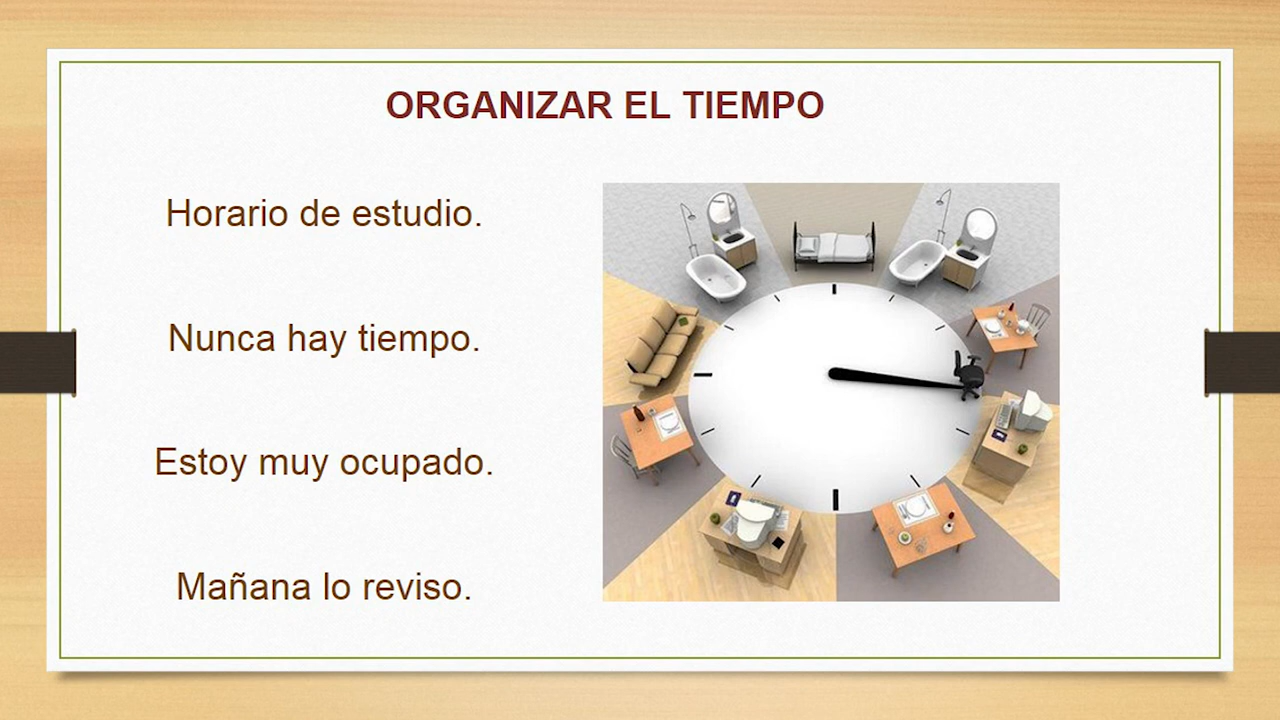 ORGANIZAR EL TIEMPO
Horario de estudio.
Nunca hay tiempo.
Estoy muy ocupado.
Mañana lo reviso.